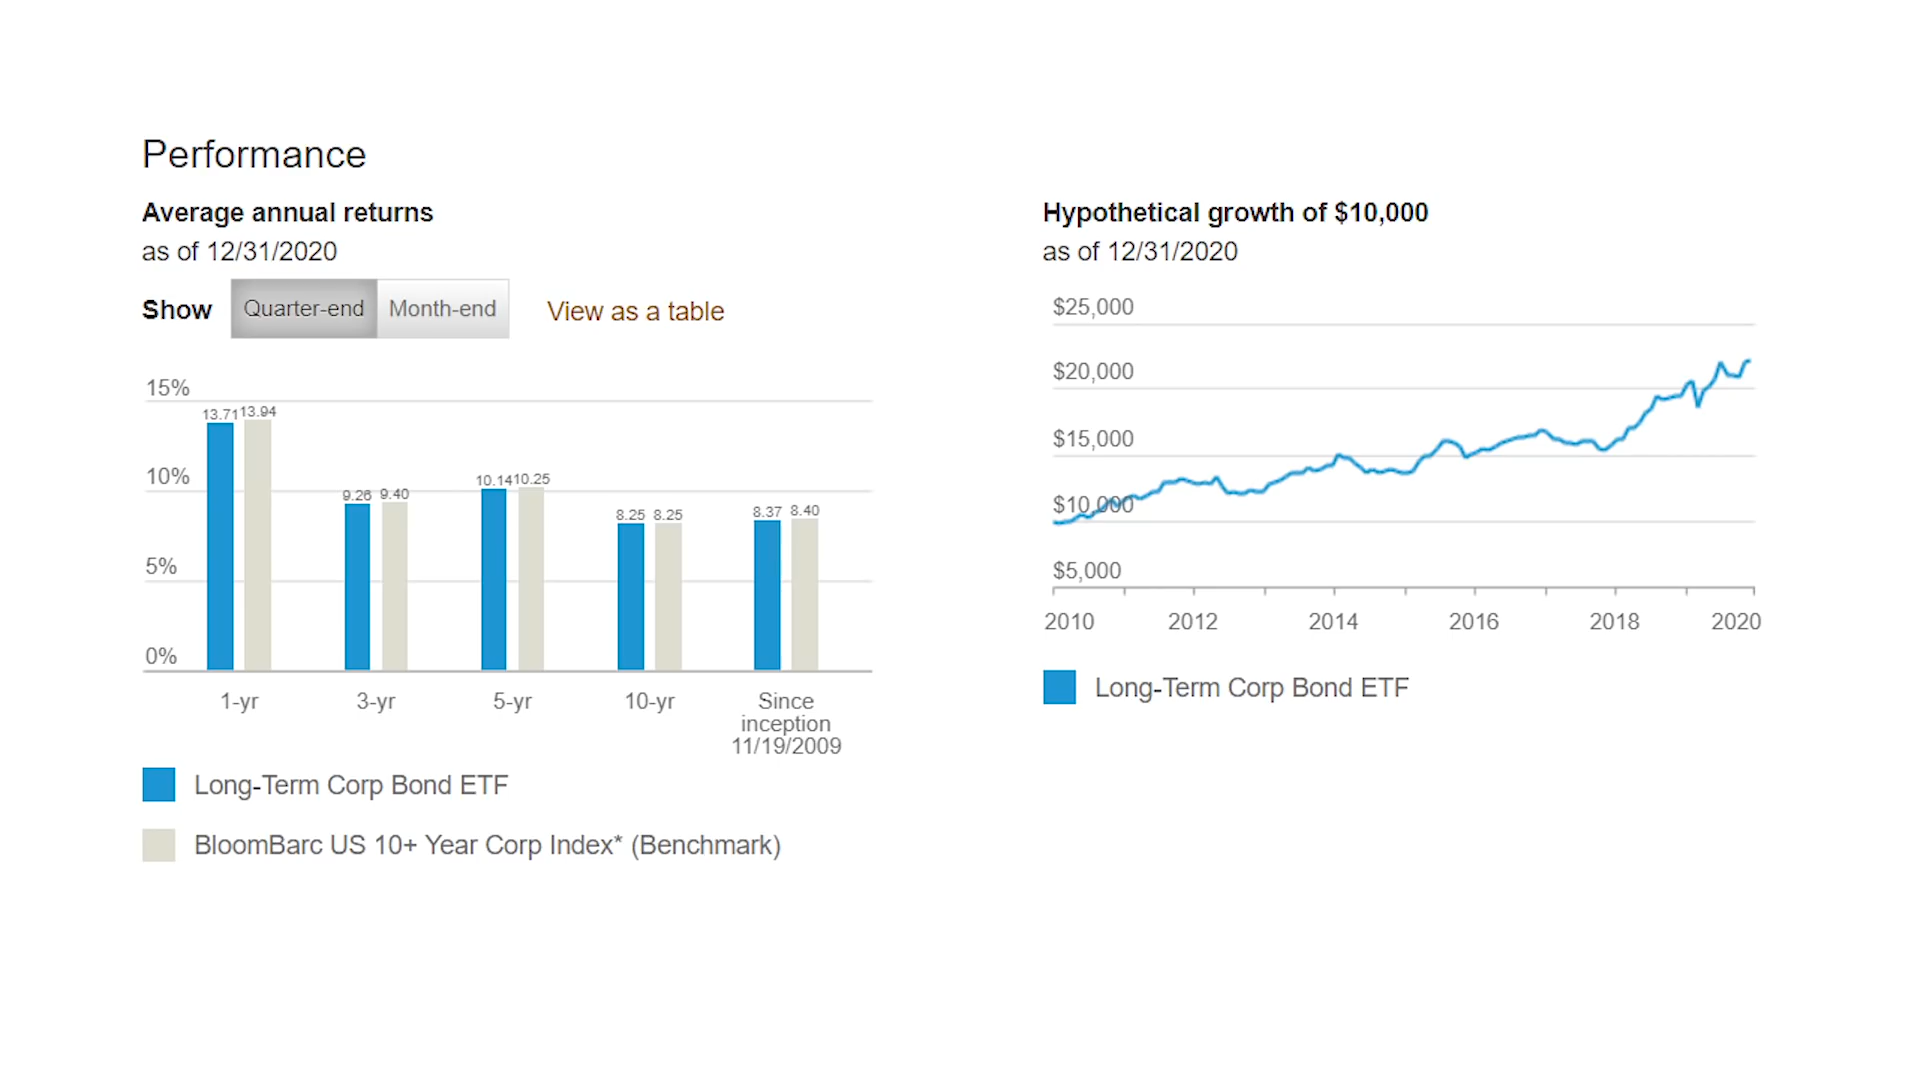 Performance
Average annual returns
as of 12/31/2020
Show Quarter-end Month-end View as a table
15%
13.71 13.94
10%
9.26 9.40
10.14 10.25
8.25 8.25
8.37 8.40
5%
0%
1-yr 3-yr 5-yr 10-yr Since
inception
11/19/2009
Long-Term Corp Bond ETF
BloomBarc US 10+ Year Corp Index* (Benchmark)
Hypothetical growth of $10,000
as of 12/31/2020
$25,000
$20,000
$15,000
$10,000
$5,000
2010 2012 2014 2016 2018 2020
Long-Term Corp Bond ETF